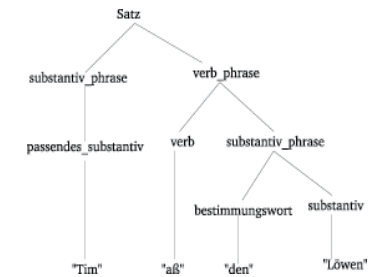 Satz
substantiv_phrase verb_phrase
passendes_substantiv verb substantiv_phrase
bestimmungswort substantiv
"Tim" "aß" "den" "Löwen"